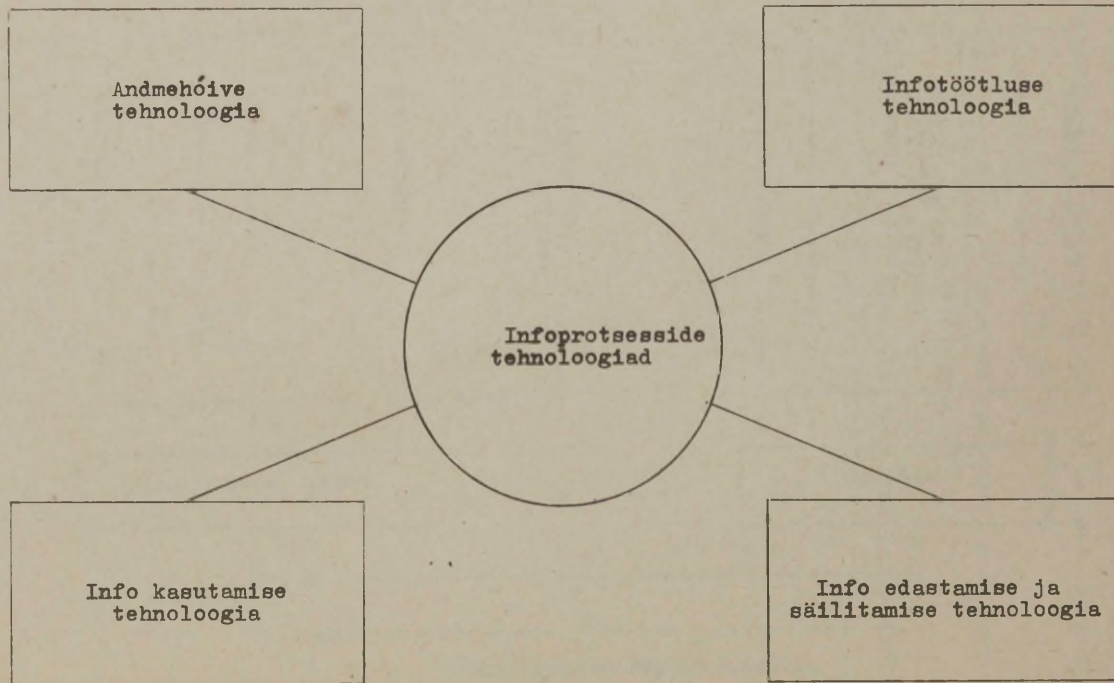 Andmehóive
tehnoloogia
Infotöötluse
tehnoloogia
Infoprotsesside
tehnoloogiad
Info kasutamise
tehnoloogia
Info edastamise ja
säilitamise tehnoloogia